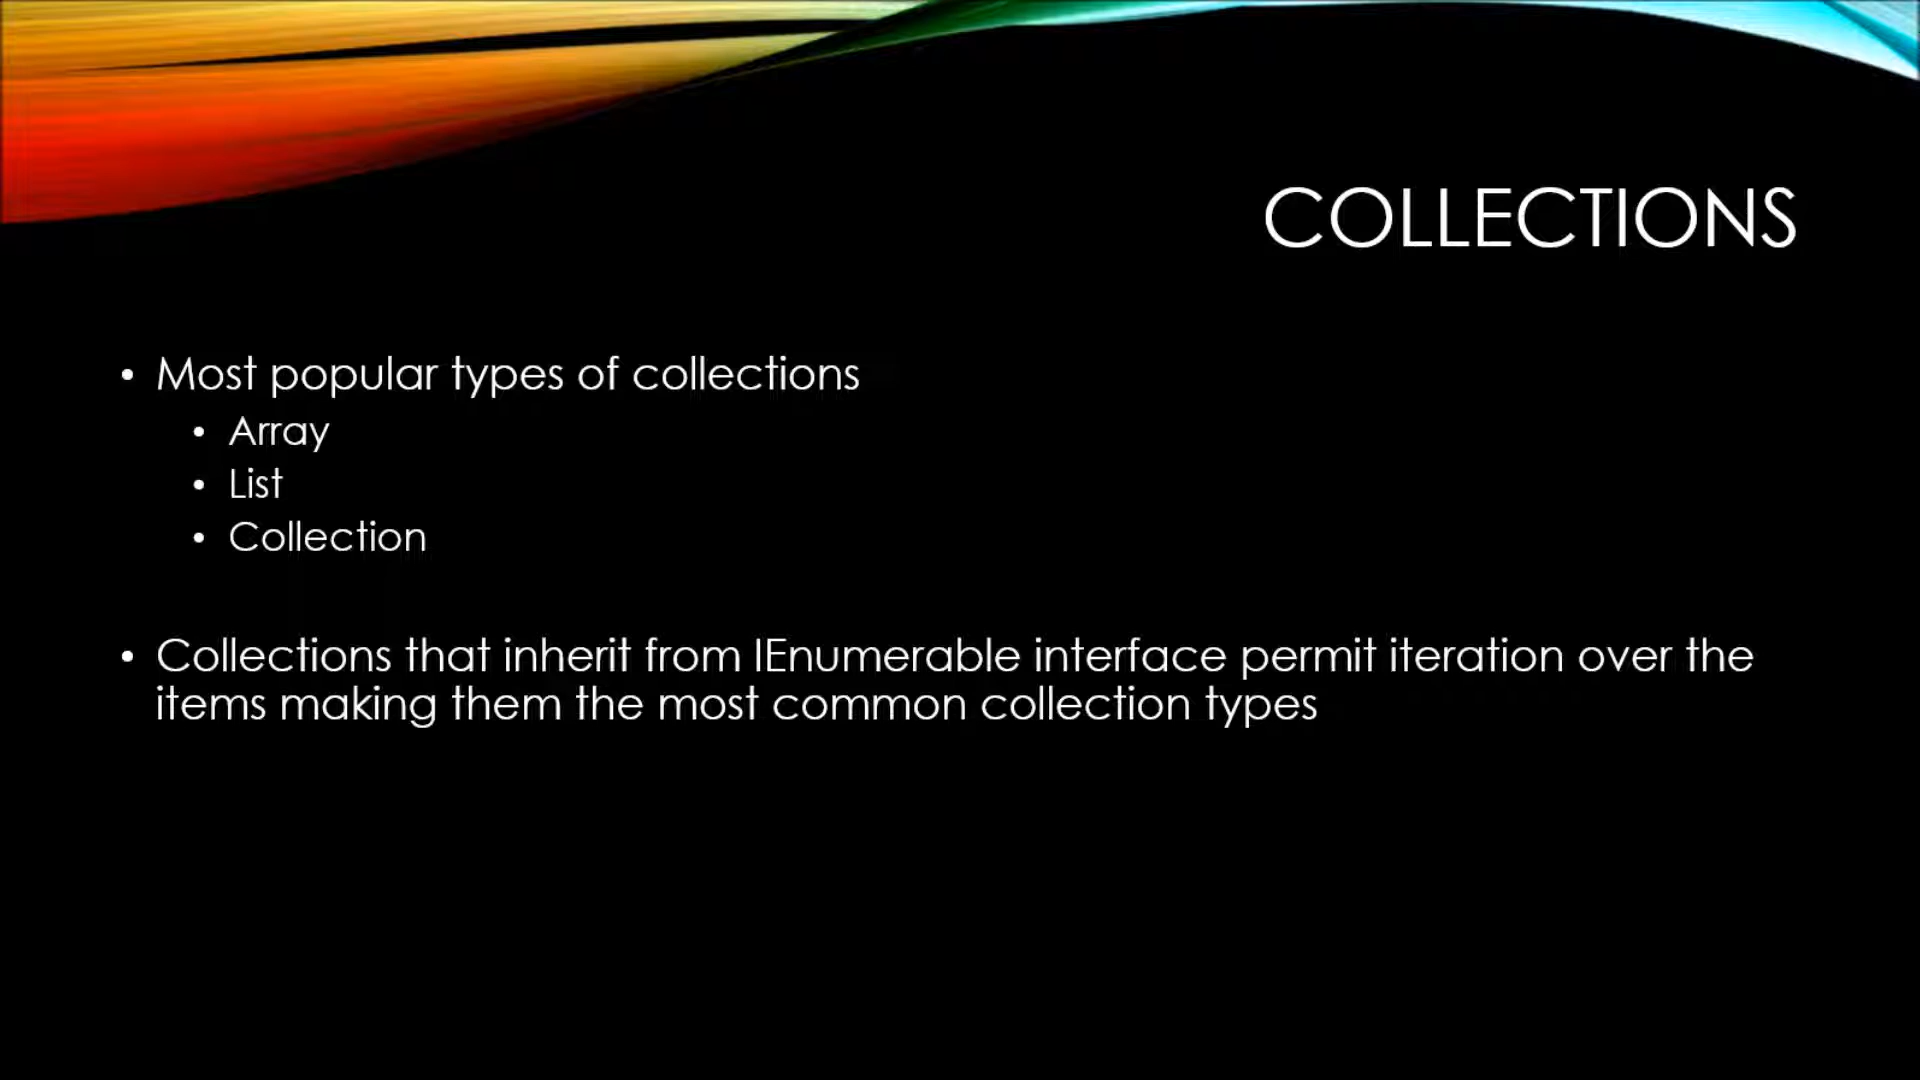 COLLECTIONS
• Most popular types of collections
• Array
• List
• Collection
• Collections that inherit from IEnumerable interface permit iteration over the
items making them the most common collection types